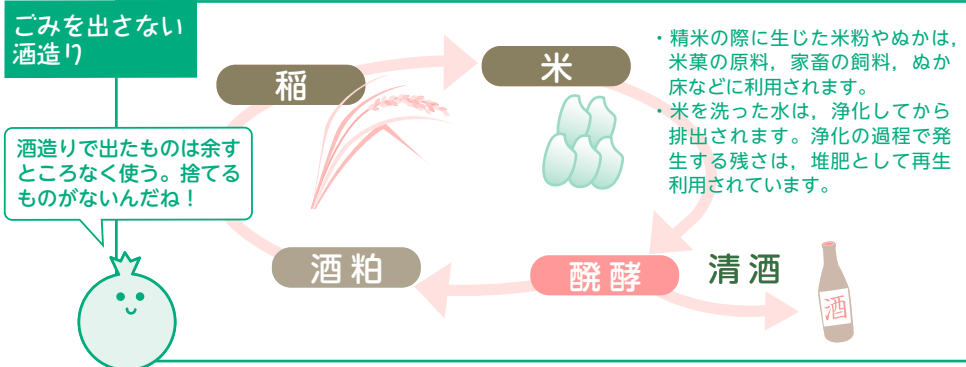 ごみを出さない
酒造り
酒造りで出たものは余す
ところなく使う。捨てる
ものがないんだね！
稲
米
・精米の際に生じた米粉やぬかは，
米菓の原料，家畜の飼料，ぬか
床などに利用されます。
・米を洗った水は，浄化してから
排出されます。浄化の過程で発
生する残さは，堆肥として再生
利用されています。
酒粕
醗酵
清酒
酒